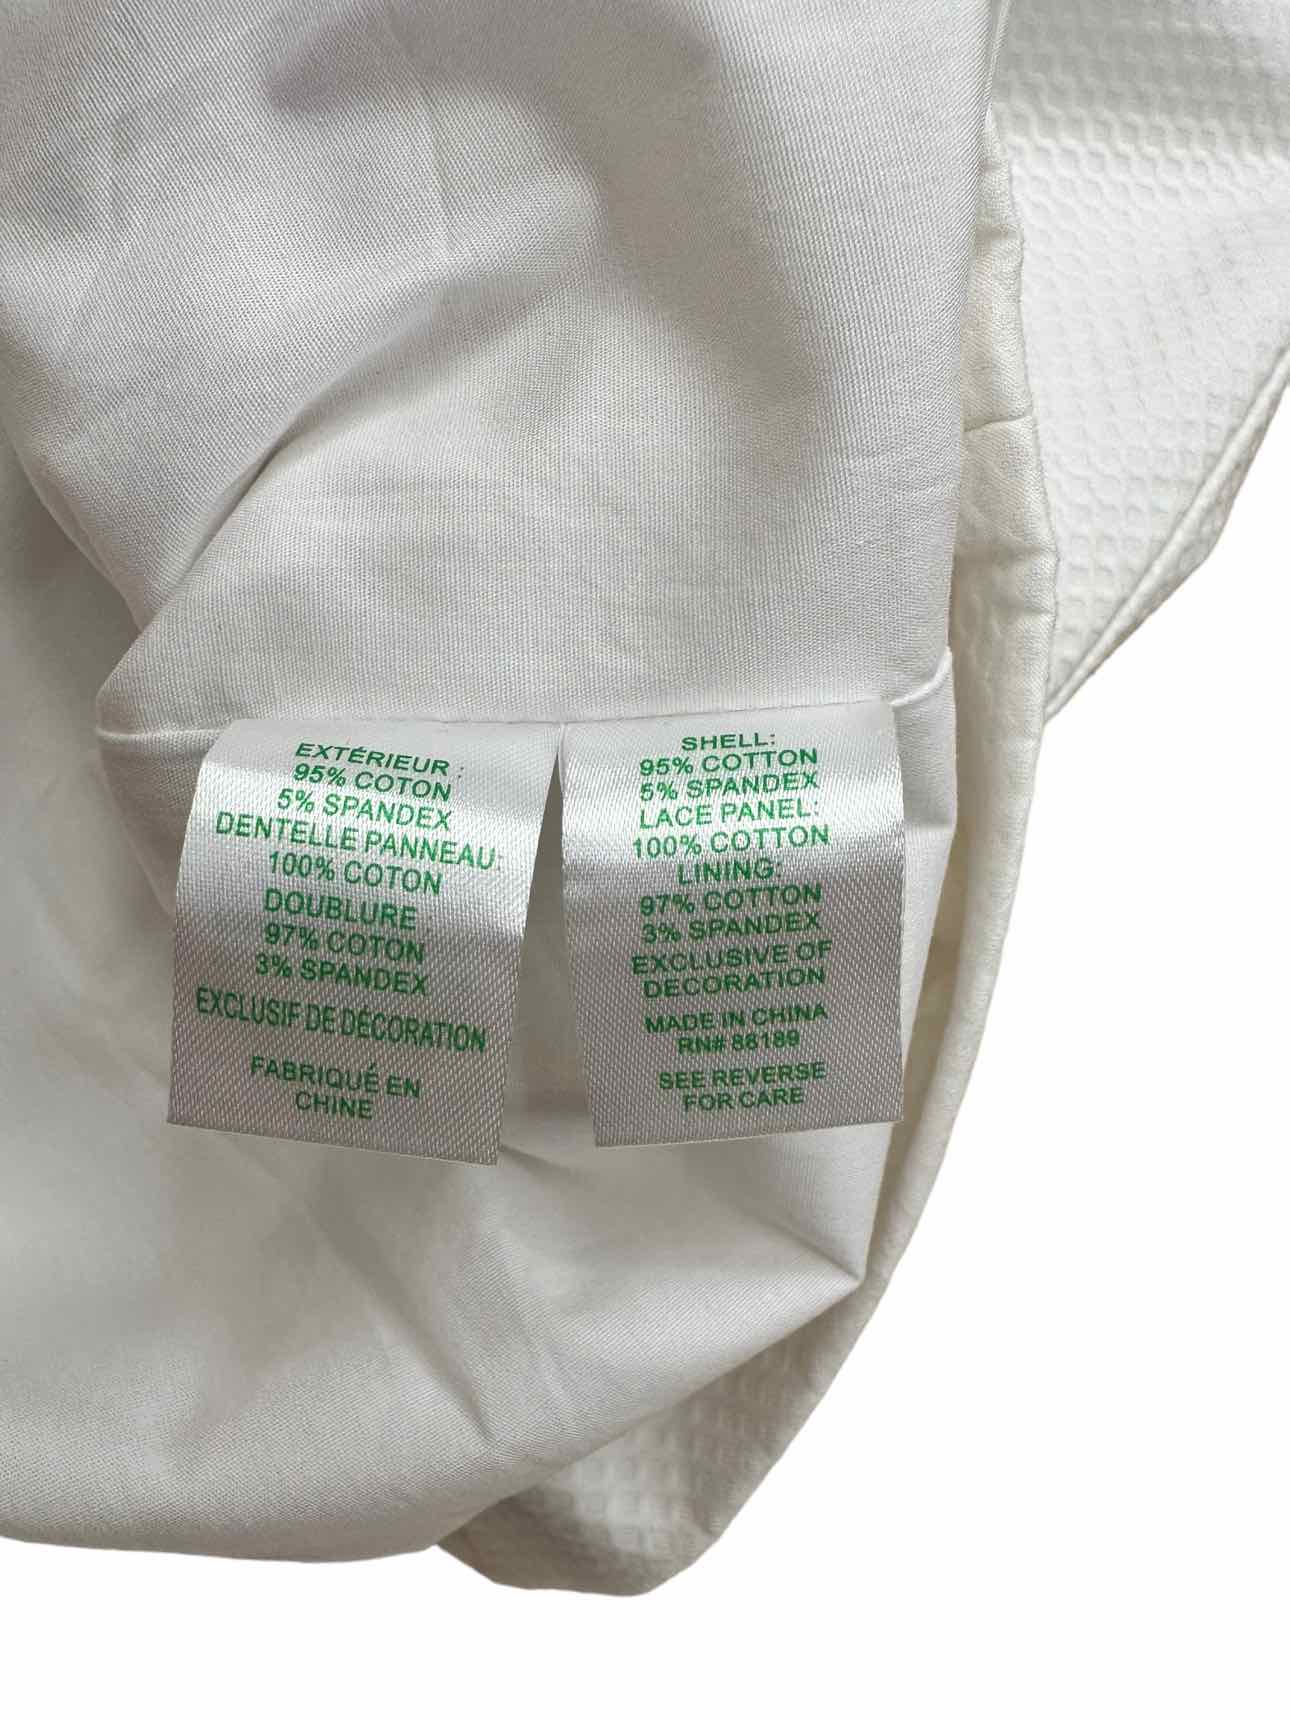 EXTÉRIEUR :
95% COTON
5% SPANDEX
DENTELLE PANNEAU:
100% COTON
DOUBLURE
97% COTON
3% SPANDEX
EXCLUSIF DE DÉCORATION
FABRIQUÉ EN
CHINE
SHELL:
95% COTTON
5% SPANDEX
LACE PANEL:
100% COTTON
LINING:
97% COTTON
3% SPANDEX
EXCLUSIVE OF
DECORATION
MADE IN CHINA
RN# 88189
SEE REVERSE
FOR CARE